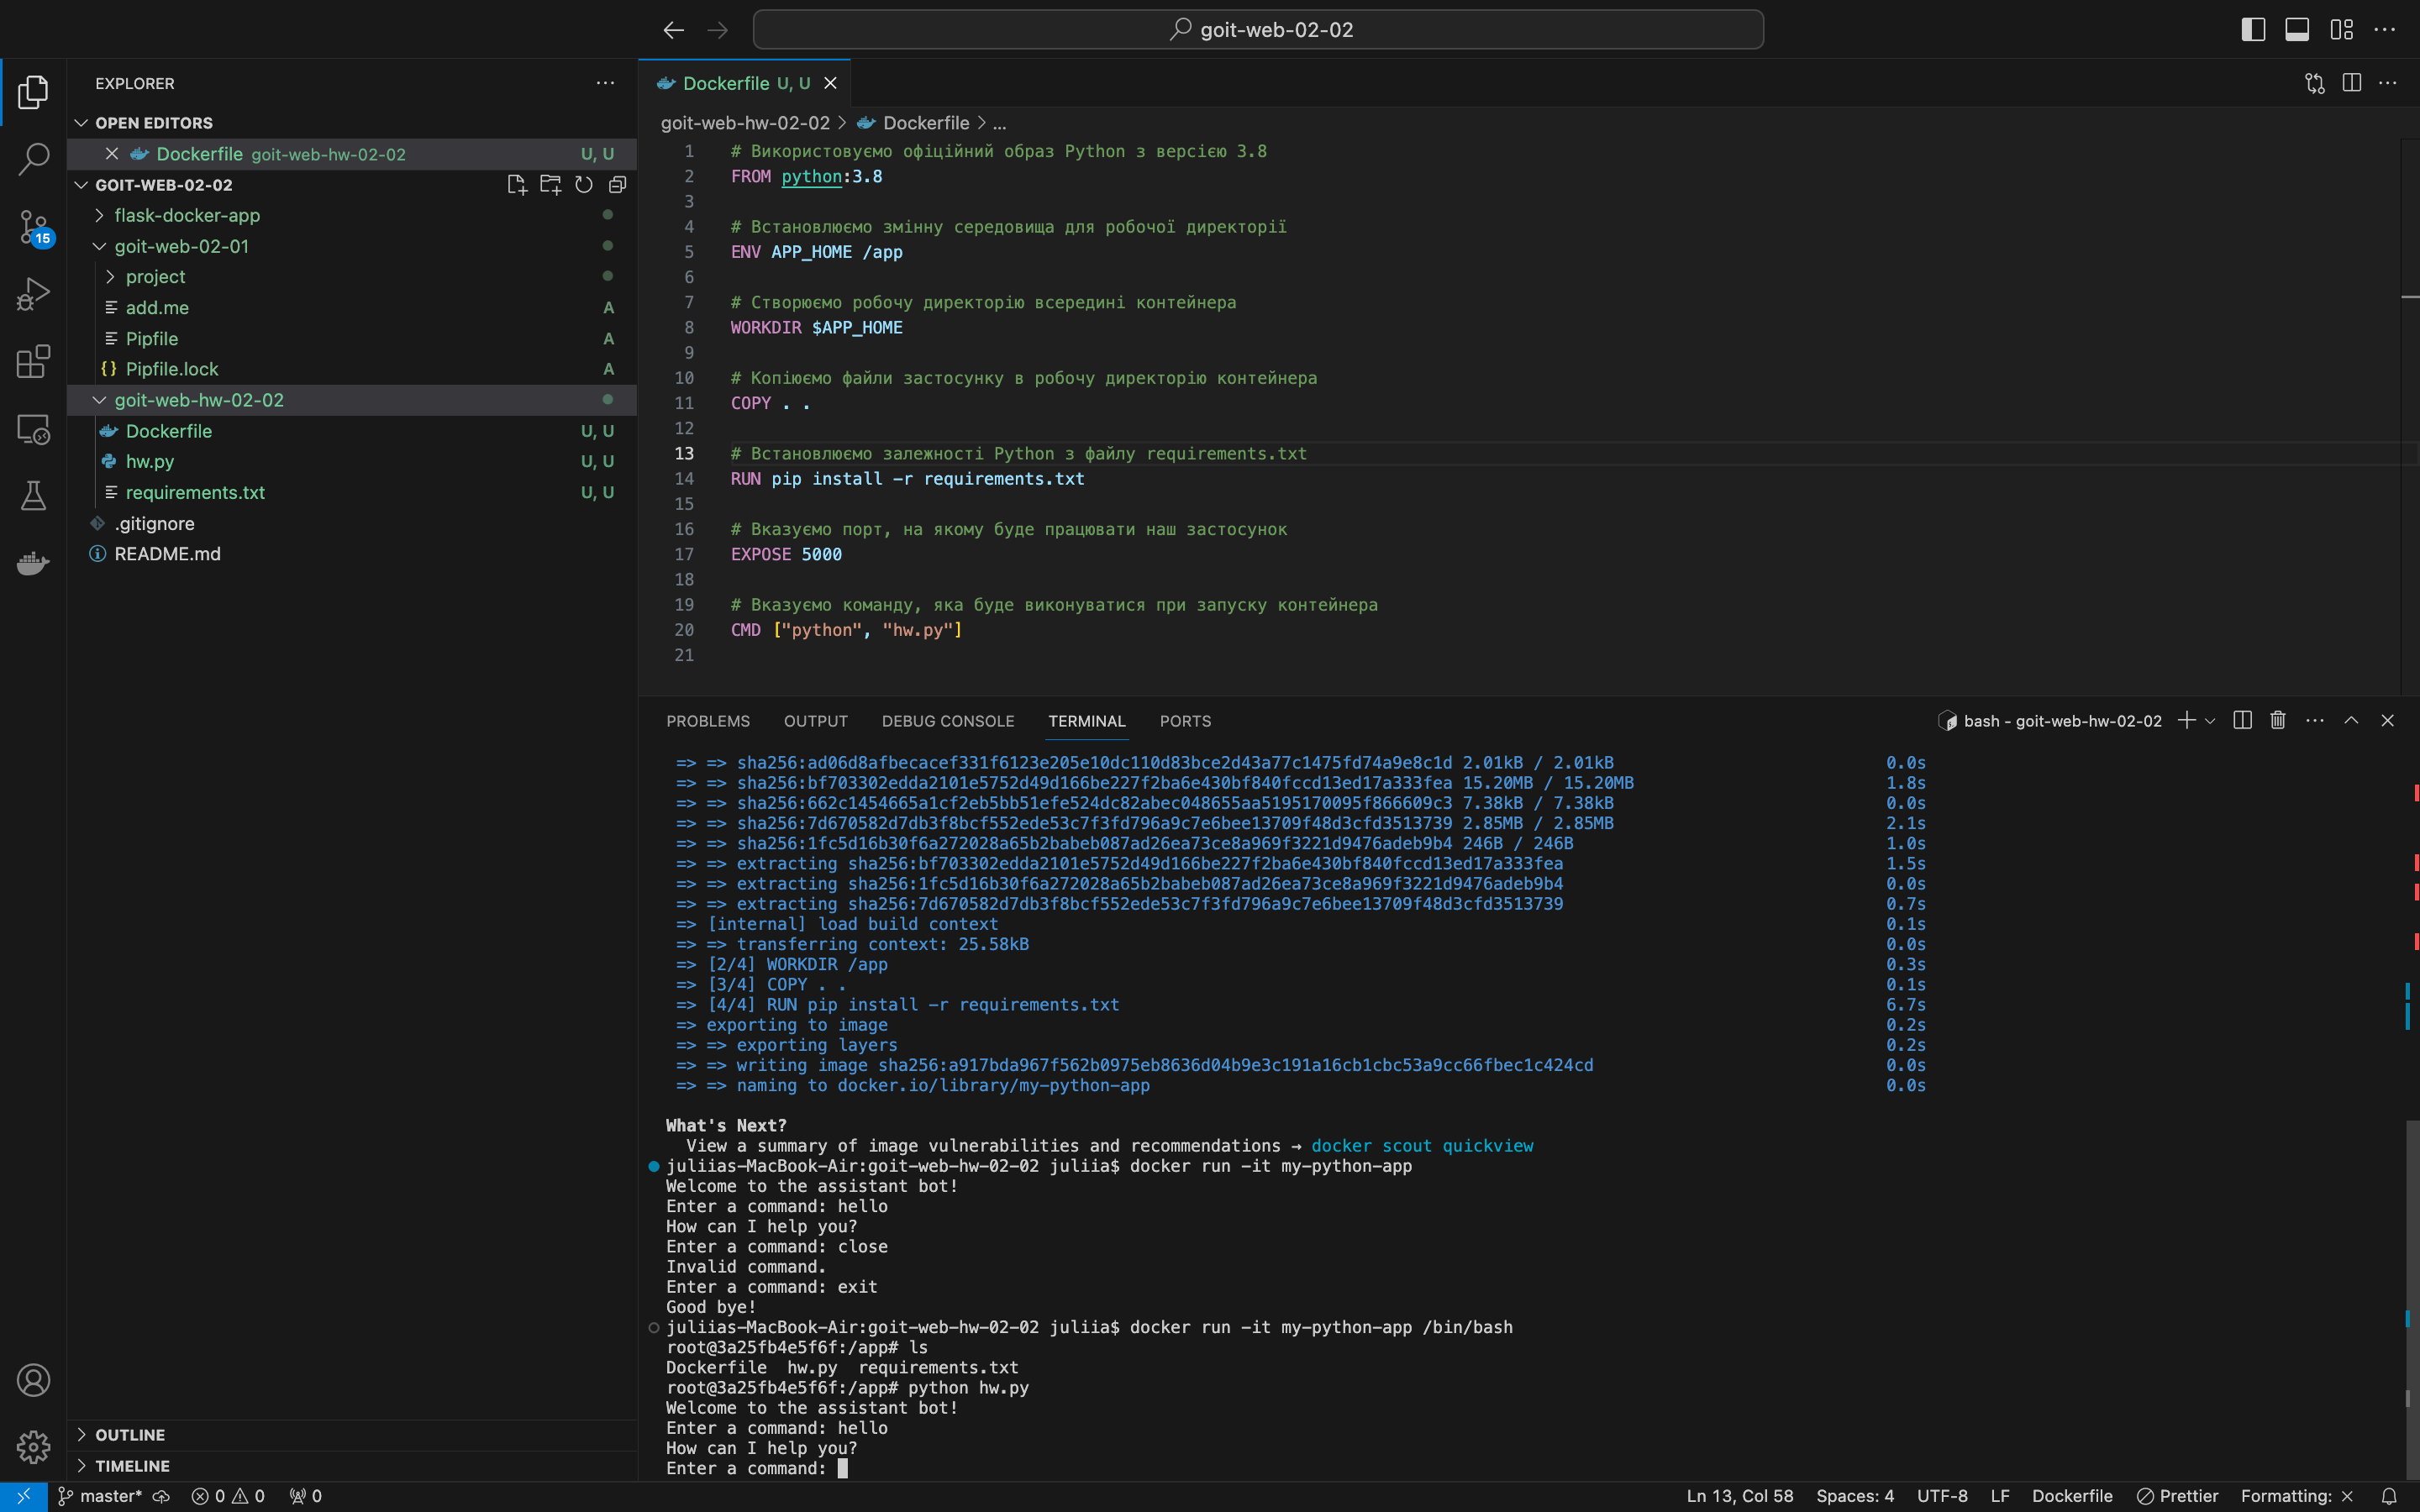 goit-web-02-02
EXPLORER
OPEN EDITORS
Dockerfile goit-web-hw-02-02 U, U
GOIT-WEB-02-02
flask-docker-app
goit-web-02-01
project
add.me A
Pipfile A
Pipfile.lock A
goit-web-hw-02-02
Dockerfile U, U
hw.py U, U
requirements.txt U, U
.gitignore
README.md
15
OUTLINE
TIMELINE
Dockerfile U, U
goit-web-hw-02-02 > Dockerfile > ...
1 # Використовуємо офіційний образ Python з версією 3.8
2 FROM python:3.8
3
4 # Встановлюємо змінну середовища для робочої директорії
5 ENV APP_HOME /app
6
7 # Створюємо робочу директорію всередині контейнера
8 WORKDIR $APP_HOME
9
10 # Копіюємо файли застосунку в робочу директорію контейнера
11 COPY . .
12
13 # Встановлюємо залежності Python з файлу requirements.txt
14 RUN pip install -r requirements.txt
15
16 # Вказуємо порт, на якому буде працювати наш застосунок
17 EXPOSE 5000
18
19 # Вказуємо команду, яка буде виконуватися при запуску контейнера
20 CMD ["python", "hw.py"]
21
PROBLEMS OUTPUT DEBUG CONSOLE TERMINAL PORTS
bash - goit-web-hw-02-02
=> => sha256:ad06d8afbecacef331f6123e205e10dc110d83bce2d43a77c1475fd74a9e8c1d 2.01kB / 2.01kB 0.0s
=> => sha256:bf703302edda2101e5752d49d166be227f2ba6e430bf840fccd13ed17a333fea 15.20MB / 15.20MB 1.8s
=> => sha256:662c1454665a1cf2eb5bb51efe524dc82abec048655aa5195170095f866609c3 7.38kB / 7.38kB 0.0s
=> => sha256:7d670582d7db3f8bcf552ede53c7f3fd796a9c7e6bee13709f48d3cfd3513739 2.85MB / 2.85MB 2.1s
=> => sha256:1fc5d16b30f6a272028a65b2babeb087ad26ea73ce8a969f3221d9476adeb9b4 246B / 246B 1.0s
=> => extracting sha256:bf703302edda2101e5752d49d166be227f2ba6e430bf840fccd13ed17a333fea 1.5s
=> => extracting sha256:1fc5d16b30f6a272028a65b2babeb087ad26ea73ce8a969f3221d9476adeb9b4 0.0s
=> => extracting sha256:7d670582d7db3f8bcf552ede53c7f3fd796a9c7e6bee13709f48d3cfd3513739 0.7s
=> [internal] load build context 0.1s
=> => transferring context: 25.58kB 0.0s
=> [2/4] WORKDIR /app 0.3s
=> [3/4] COPY . . 0.1s
=> [4/4] RUN pip install -r requirements.txt 6.7s
=> exporting to image 0.2s
=> => exporting layers 0.2s
=> => writing image sha256:a917bda967f562b0975eb8636d04b9e3c191a16cb1cbc53a9cc66fbec1c424cd 0.0s
=> => naming to docker.io/library/my-python-app 0.0s
What's Next?
View a summary of image vulnerabilities and recommendations → docker scout quickview
juliias-MacBook-Air:goit-web-hw-02-02 juliia$ docker run -it my-python-app
Welcome to the assistant bot!
Enter a command: hello
How can I help you?
Enter a command: close
Invalid command.
Enter a command: exit
Good bye!
juliias-MacBook-Air:goit-web-hw-02-02 juliia$ docker run -it my-python-app /bin/bash
root@3a25fb4e5f6f:/app# ls
Dockerfile hw.py requirements.txt
root@3a25fb4e5f6f:/app# python hw.py
Welcome to the assistant bot!
Enter a command: hello
How can I help you?
Enter a command:
master* 0 0 0 Ln 13, Col 58 Spaces: 4 UTF-8 LF Dockerfile Prettier Formatting: ×